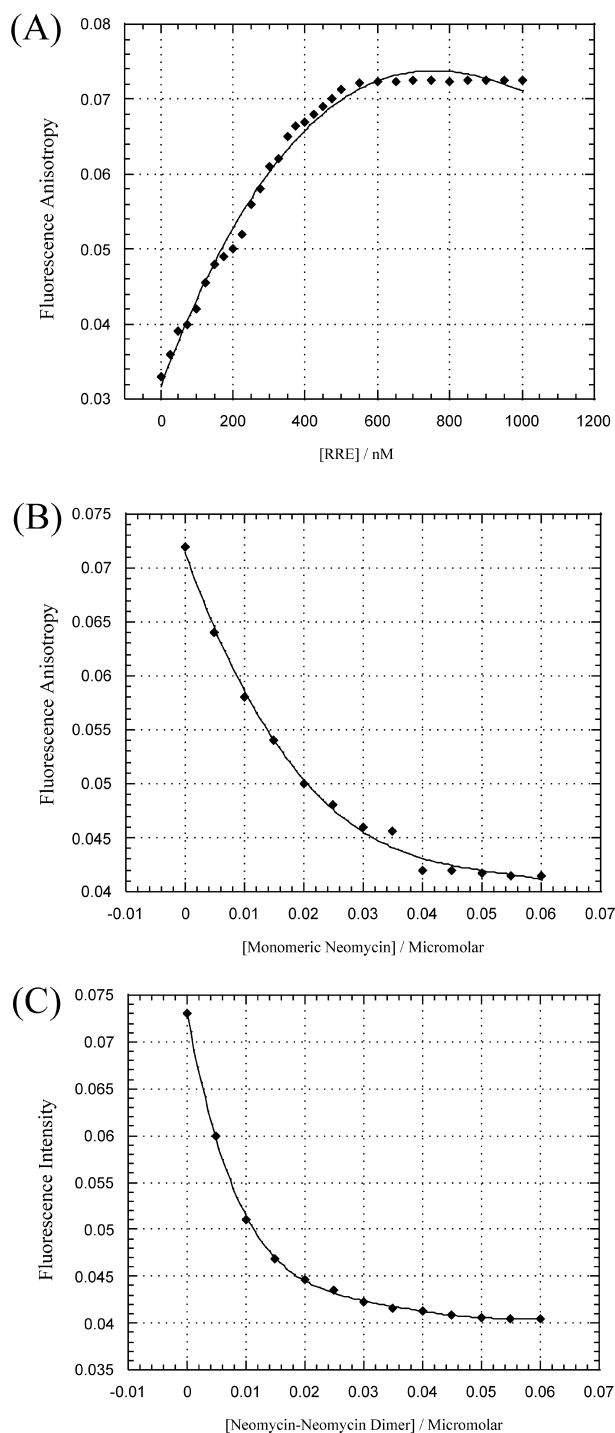 (A)
0.08
0.07
0.06
0.05
0.04
0.03
Fluorescence Anisotropy
0 200 400 600 800 1000 1200
[RRE] / nM
(B)
0.075
0.07
0.065
0.06
0.055
0.05
0.045
0.04
Fluorescence Anisotropy
-0.01 0 0.01 0.02 0.03 0.04 0.05 0.06 0.07
[Monomeric Neomycin] / Micromolar
(C)
0.075
0.07
0.065
0.06
0.055
0.05
0.045
0.04
0.035
Fluorescence Intensity
-0.01 0 0.01 0.02 0.03 0.04 0.05 0.06 0.07
[Neomycin-Neomycin Dimer] / Micromolar